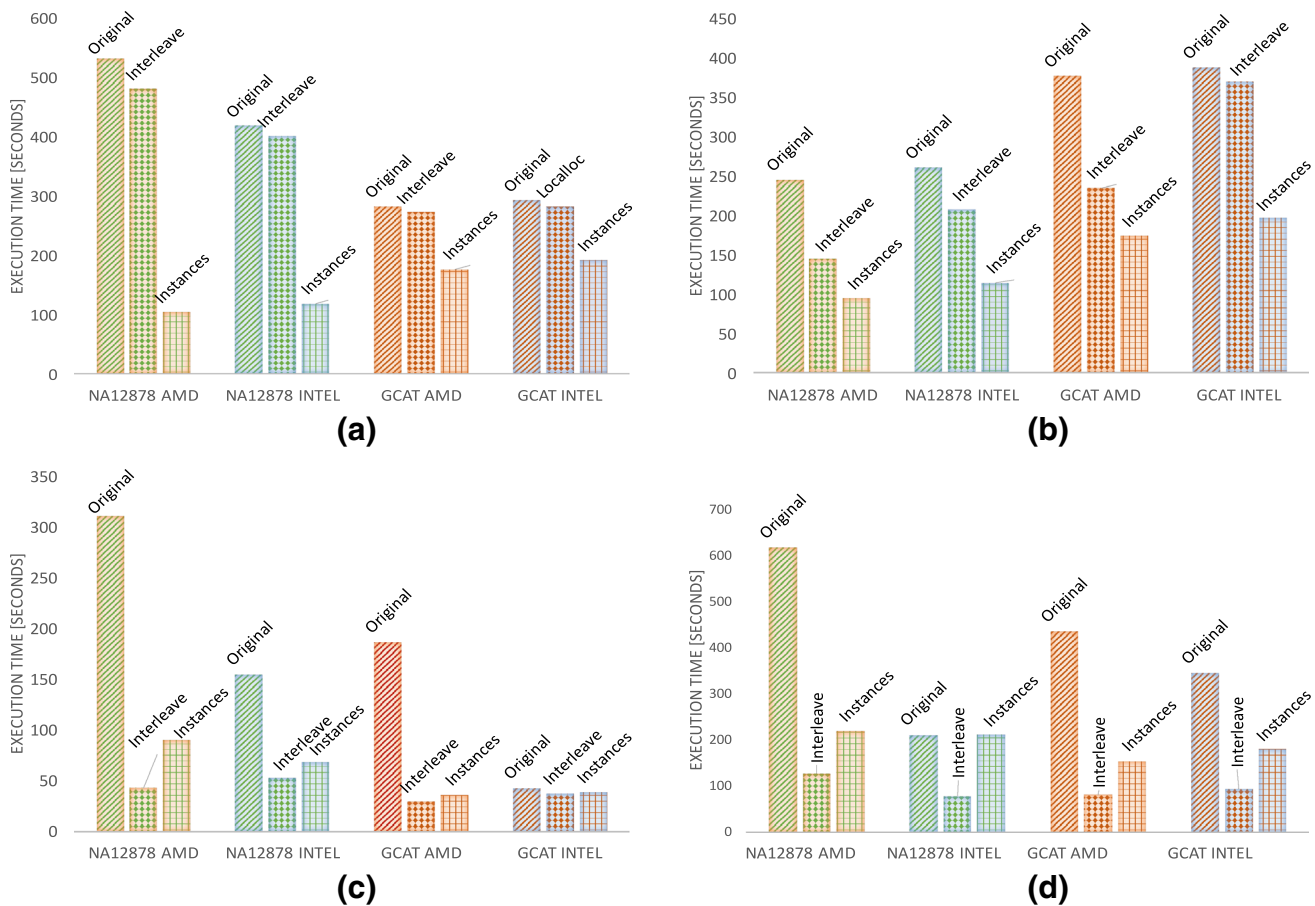 EXECUTION TIME [SECONDS]
600
500
400
300
200
100
0
Original
Interleave
Instances
Original
Interleave
Instances
Original
Interleave
Instances
Original
Localloc
Instances
NA12878 AMD
NA12878 INTEL
GCAT AMD
GCAT INTEL
(a)
EXECUTION TIME [SECONDS]
450
400
350
300
250
200
150
100
50
0
Original
Interleave
Instances
Original
Interleave
Instances
Original
Interleave
Instances
Original
Interleave
Instances
NA12878 AMD
NA12878 INTEL
GCAT AMD
GCAT INTEL
(b)
EXECUTION TIME [SECONDS]
350
300
250
200
150
100
50
0
Original
Interleave
Instances
Original
Interleave
Instances
Original
Interleave
Instances
Original
Interleave
Instances
NA12878 AMD
NA12878 INTEL
GCAT AMD
GCAT INTEL
(c)
EXECUTION TIME [SECONDS]
700
600
500
400
300
200
100
0
Original
Interleave
Instances
Original
Interleave
Instances
Original
Interleave
Instances
Original
Interleave
Instances
NA12878 AMD
NA12878 INTEL
GCAT AMD
GCAT INTEL
(d)